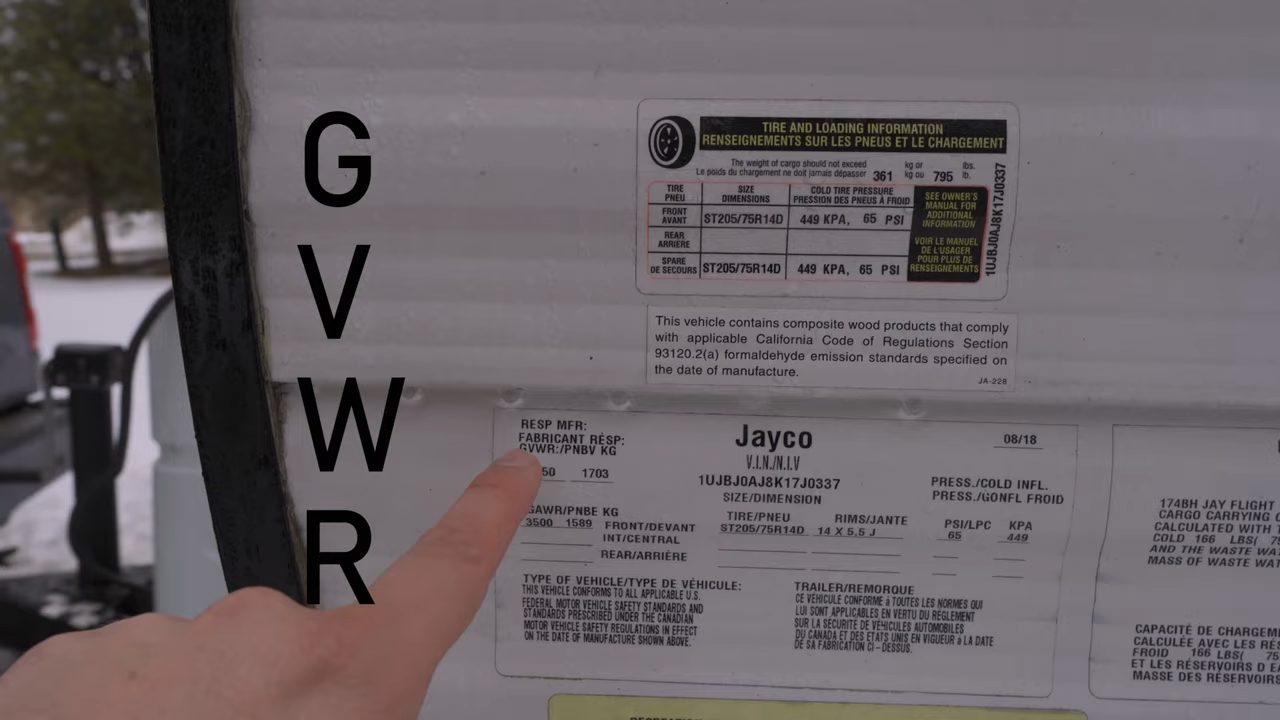 G
V
W
R
TIRE AND LOADING INFORMATION
RENSEIGNEMENTS SUR LES PNEUS ET LE CHARGEMENT
The weight of cargo should not exceed
Le poids du chargement ne doit jamais dépasser 361 kg or kg ou 795 lbs. lb.
TIRE PNEU SIZE DIMENSIONS COLD TIRE PRESSURE PRESSION DES PNEUS À FROID
FRONT AVANT ST205/75R14D 449 KPA, 65 PSI
REAR ARRIÈRE
SPARE DE SECOURS ST205/75R14D 449 KPA, 65 PSI
SEE OWNER'S
MANUAL FOR
ADDITIONAL
INFORMATION
VOIR LE MANUEL
DE L'USAGER
POUR PLUS DE
RENSEIGNEMENTS
1UJBJ0AJ8K17J0337
This vehicle contains composite wood products that comply
with applicable California Code of Regulations Section
93120.2(a) formaldehyde emission standards specified on
the date of manufacture.
JA-228
RESP MFR:
FABRICANT RÉSP:
GVWR:/PNBV KG
50 1703
Jayco
08/18
V.I.N./N.I.V
1UJBJ0AJ8K17J0337
SIZE/DIMENSION
PRESS./COLD INFL.
PRESS./GONFL FROID
GAWR/PNBE KG
TIRE/PNEU RIMS/JANTE PSI/LPC KPA
3500 1589 FRONT/DEVANT ST205/75R14D 14 X 5.5 J 65 449
INT/CENTRAL
REAR/ARRIÉRE
TYPE OF VEHICLE/TYPE DE VÉHICULE:
THIS VEHICLE CONFORMS TO ALL APPLICABLE U.S.
FEDERAL MOTOR VEHICLE SAFETY STANDARDS AND
STANDARDS PRESCRIBED UNDER THE CANADIAN
MOTOR VEHICLE SAFETY REGULATIONS IN EFFECT
ON THE DATE OF MANUFACTURE SHOWN ABOVE.
TRAILER/REMORQUE
CE VÉHICULE CONFORME à TOUTES LES NORMES QUI
LUI SONT APPLICABLES EN VERTU DU REGLEMENT
SUR LA SÉCURITÉ DE VÉHICULES AUTOMOBILES
DU CANADA ET DES ETATS UNIS EN VIGUEUR à LA DATE
DE SA FABRICATION CI-DESSUS.
174BH JAY FLIGHT
CARGO CARRYING
CALCULATED WITH
COLD 166 LBS( 75
AND THE WASTE WAT
MASS OF WASTE WAT
CAPACITÉ DE CHARGEM
CALCULÉE AVEC LES RÉS
FROID 166 LBS( 75
ET LES RÉSERVOIRS D EA
MASSE DES RÉSERVOIRS